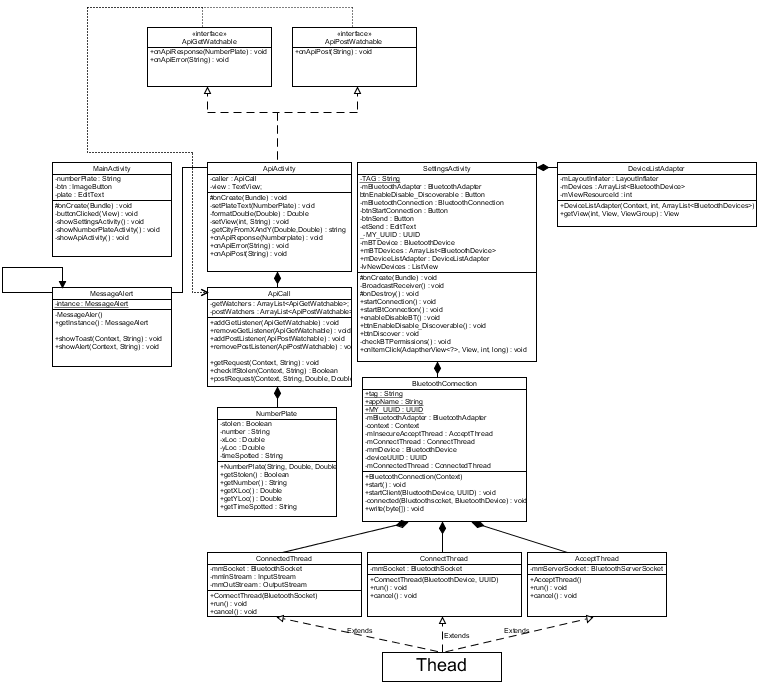 «interface»
ApiGetWatchable
+onApiResponse(NumberPlate) : void
+onApiError(String) : void
«interface»
ApiPostWatchable
+onApiPost(String) : void
MainActivity
-numberPlate : String
-btn : ImageButton
-plate : EditText
#onCreate(Bundle) : void
-buttonClicked(View) : void
-showSettingsActivity() : void
-showNumberPlateActivity() : void
-showApiActivity() : void
ApiActivity
-caller : ApiCall
-view : TextView;
#onCreate(Bundle) : void
-setPlateText(NumberPlate) : void
-formatDouble(Double) : Double
-setView(int, String) : void
-getCityFromXAndY(Double,Double) : string
+onApiReponse(Numberplate) : void
+onApiError(String) : void
+onApiPost(String) : void
SettingsActivity
-TAG : String
-mBluetoothAdapter : BluetoothAdapter
btnEnableDisable_Discoverable : Button
-mBluetoothConnection : BluetoothConnection
-btnStartConnection : Button
-btnSend : Button
-etSend : EditText
_-MY_UUID : UUID
-mBTDevice : BluetoothDevice
+mBTDevices : ArrayList<BluetoothDevice>
+mDeviceListAdapter : DeviceListAdapter
-lvNewDevices : ListView
#onCreate(Bundle) : void
-BroadcastReceiver() : void
#onDestroy() : void
+startConnection() : void
+startBtConnection() : void
+enableDisableBT() : void
+btnEnableDisable_Discoverable() : void
+btnDiscover : void
-checkBTPermissions() : void
+onItemClick(AdaptherView<?>, View, int, long) : void
DeviceListAdapter
-mLayoutInflater : LayoutInflater
-mDevices : ArrayList<BluetoothDevice>
-mViewResourceId : int
+DeviceListAdapter(Context, int, ArrayList<BluetoothDevices>)
+getView(int, View, ViewGroup) : View
MessageAlert
-intance : MessageAlert
-MessageAler()
+getInstance() : MessageAlert
+showToast(Context, String) : void
+showAlert(Context, String) : void
ApiCall
-getWatchers : ArrayList<ApiGetWatchable>;
-postWatchers : ArrayList<ApiPostWatchable>
+addGetListener(ApiGetWatchable) : void
+removeGetListener(ApiGetWatchable) : void
+addPostListener(ApiPostWatchable) : void
+removePostListener(ApiPostWatchable) : vo
+getRequest(Context, String) : void
+checkIfStolen(Context, String) : Boolean
+postRequest(Context, String, Double, Doubl
NumberPlate
-stolen : Boolean
-number : String
-xLoc : Double
-yLoc : Double
-timeSpotted : String
+NumberPlate(String, Double, Double
+getStolen() : Boolean
+getNumber() : String
+getXLoc() : Double
+getYLoc() : Double
+getTimeSpotted : String
BluetoothConnection
+tag : String
+appName : String
+MY_UUID : UUID
-mBluetoothAdapter : BluetoothAdapter
-context : Context
-mInsecureAcceptThread : AcceptThread
-mConnectThread : ConnectThread
-mmDevice : BluetoothDevice
-deviceUUID : UUID
-mConnectedThread : ConnectedThread
+BluetoothConnection(Context)
+start() : void
+startClient(BluetoothDevice, UUID) : void
-connected(Bluetoothsocket, BluetoothDevice) : void
+write(byte[]) : void
ConnectedThread
-mmSocket : BluetoothSocket
-mmInStream : InputStream
-mmOutStream : OutputStream
+ConnectThread(BluetoothSocket)
+run() : void
+cancel() : void
ConnectThread
-mmSocket : BluetoothSocket
+ConnectThread(BluetoothDevice, UUID)
+run() : void
+cancel() : void
AcceptThread
-mmServerSocket : BluetoothServerSocket
+AcceptThread()
+run() : void
+cancel() : void
Extends
Extends
Extends
Thead